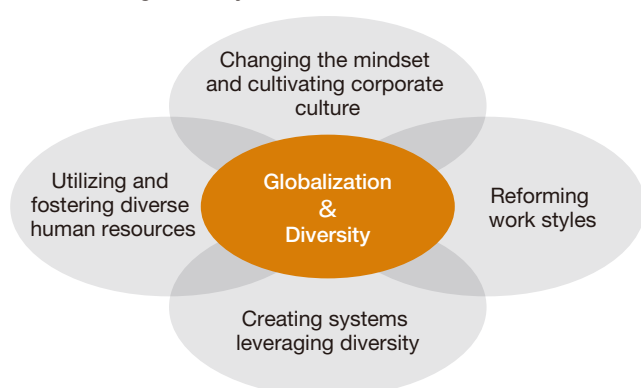 Changing the mindset
and cultivating corporate
culture
Utilizing and
fostering diverse
human resources
Globalization
&
Diversity
Reforming
work styles
Creating systems
leveraging diversity